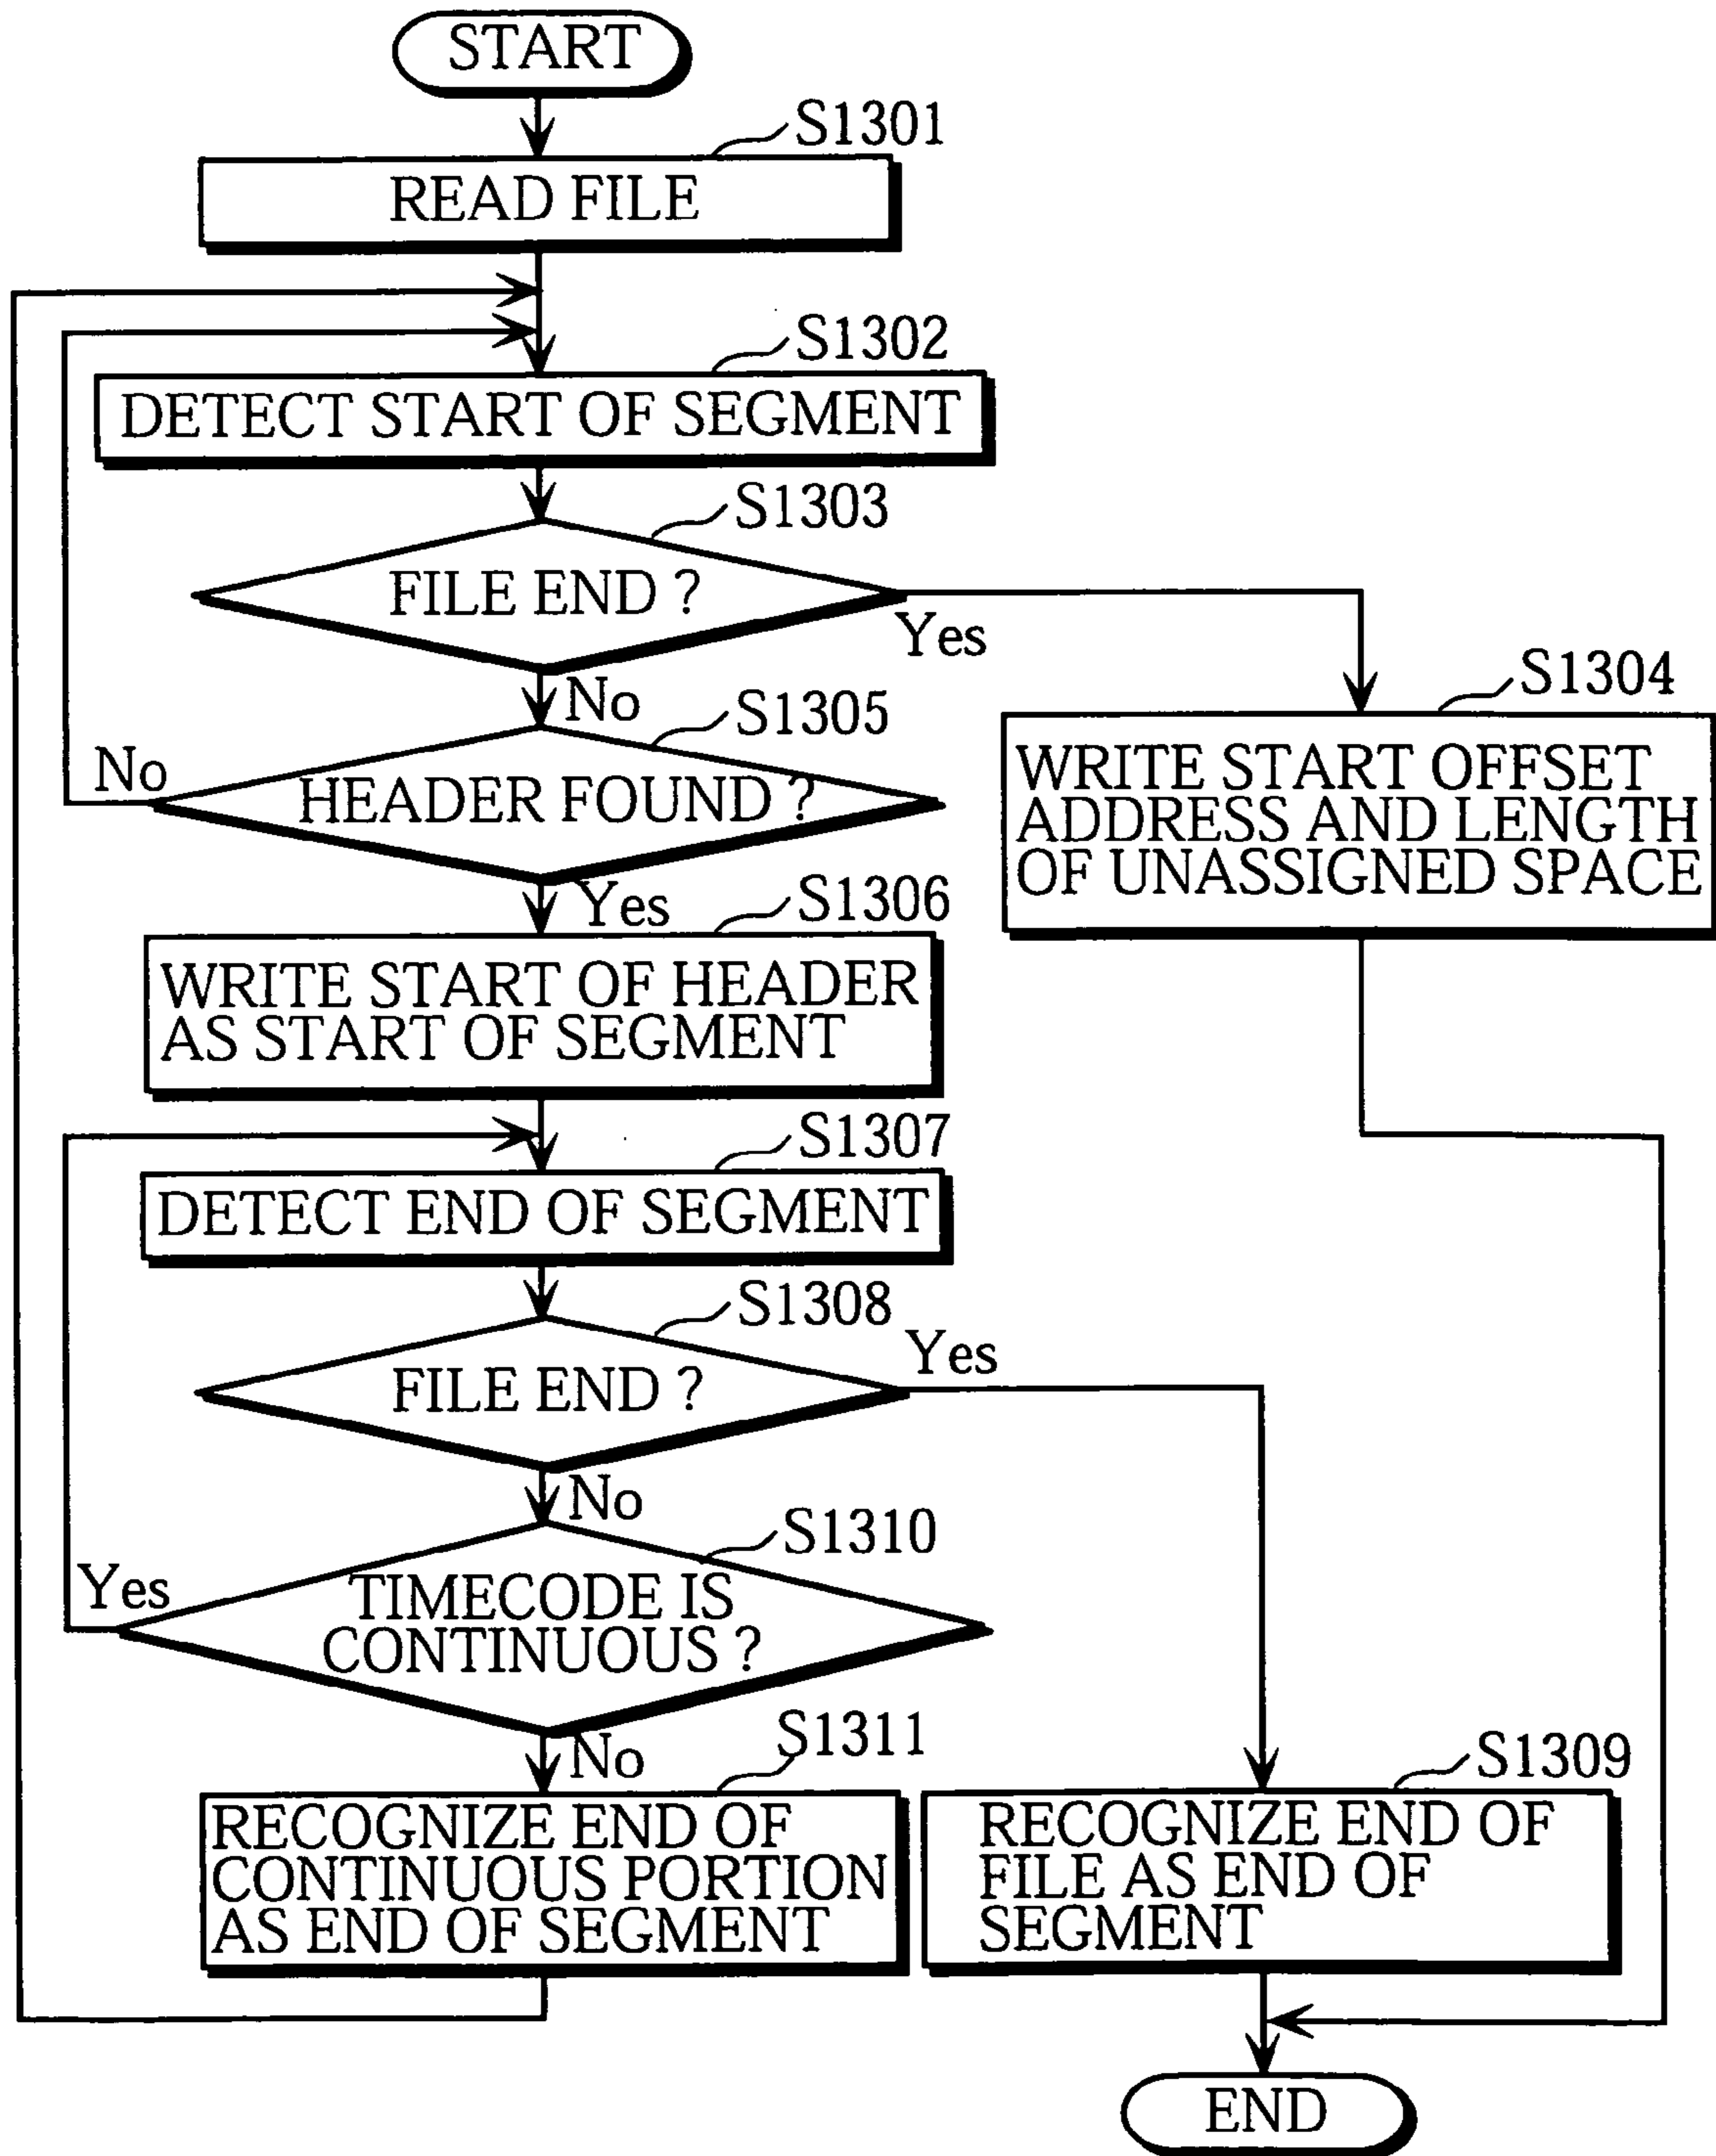 START
S1301
READ FILE
S1302
DETECT START OF SEGMENT
S1303
FILE END ?
Yes
No
S1304
WRITE START OFFSET
ADDRESS AND LENGTH
OF UNASSIGNED SPACE
S1305
No
HEADER FOUND ?
Yes
S1306
WRITE START OF HEADER
AS START OF SEGMENT
S1307
DETECT END OF SEGMENT
S1308
Yes
FILE END ?
No
S1310
Yes
TIMECODE IS
CONTINUOUS ?
No
S1311
RECOGNIZE END OF
CONTINUOUS PORTION
AS END OF SEGMENT
S1309
RECOGNIZE END OF
FILE AS END OF
SEGMENT
END